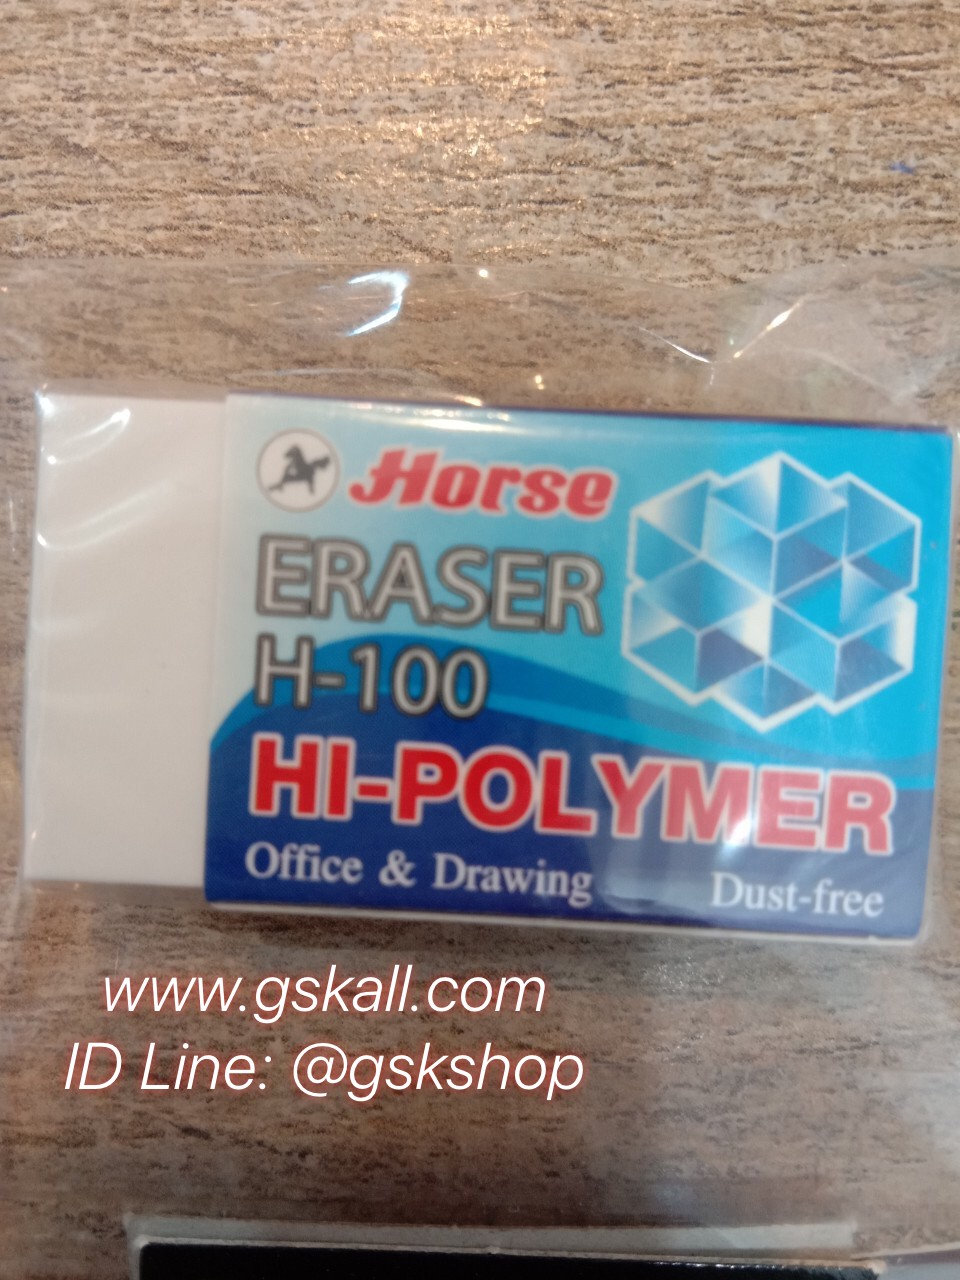 Horse
ERASER
H-100
HI-POLYMER
Office & Drawing Dust-free
www.gskall.com
ID Line: @gskshop